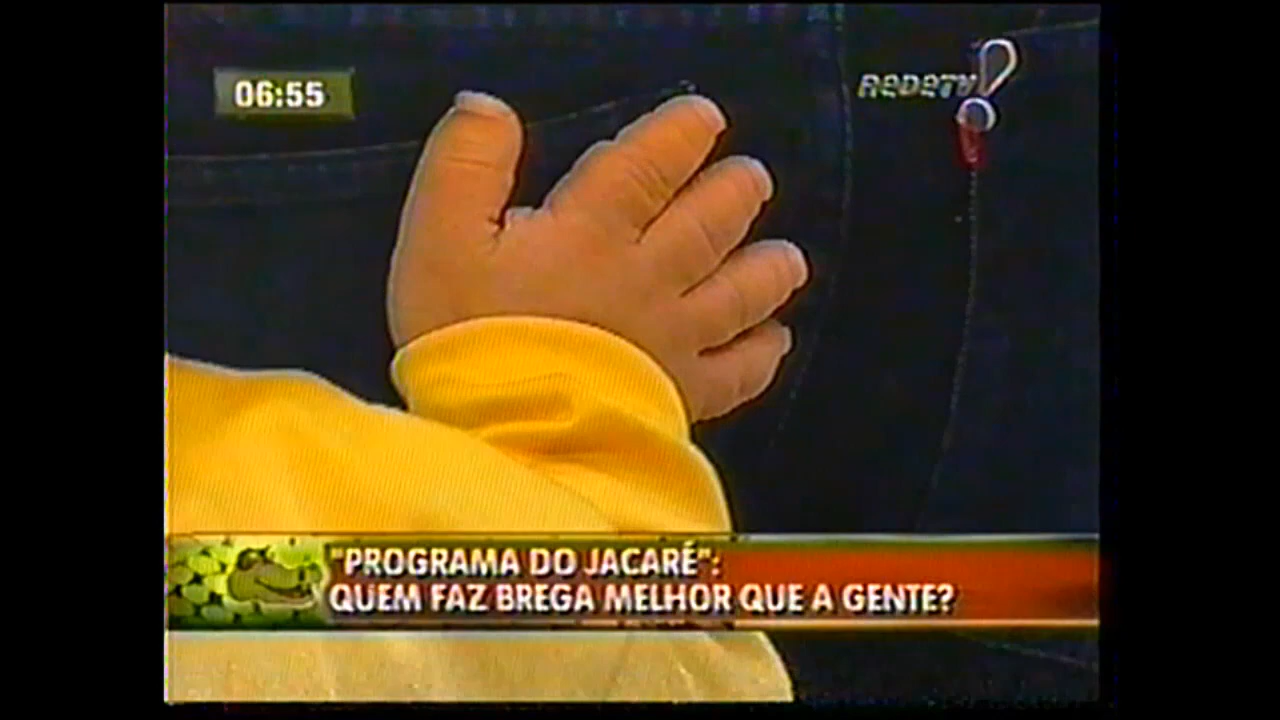 06:55
REDETV!
"PROGRAMA DO JACARÉ":
QUEM FAZ BREGA MELHOR QUE A GENTE?